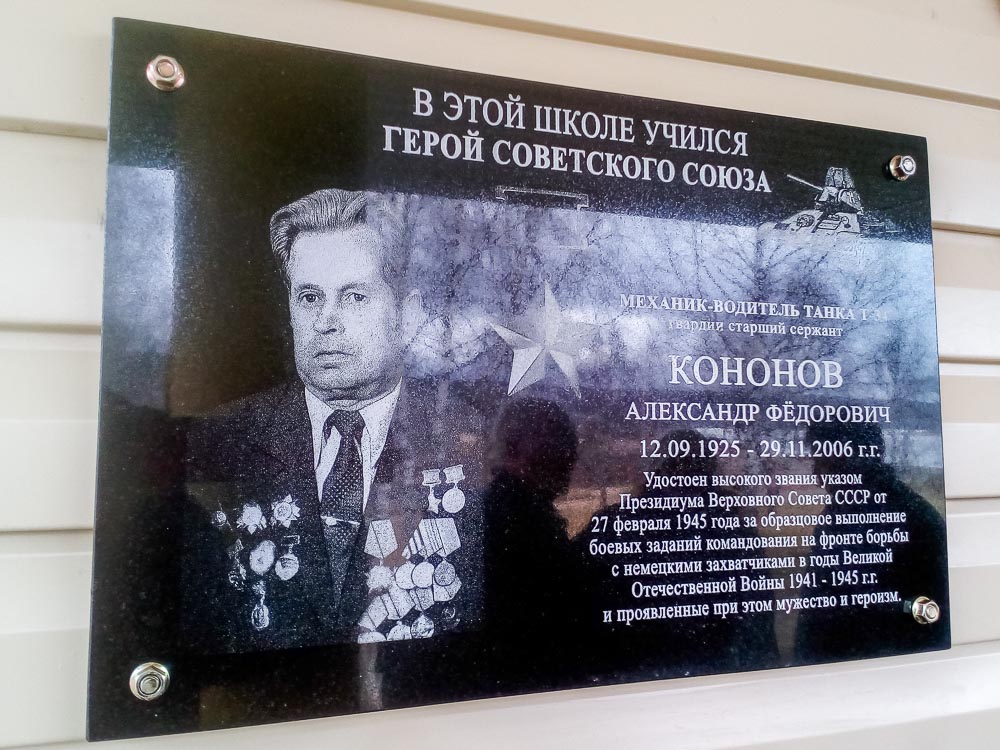 В ЭТОЙ ШКОЛЕ УЧИЛСЯ
ГЕРОЙ СОВЕТСКОГО СОЮЗА
МЕХАНИК-ВОДИТЕЛЬ ТАНКА
гвардии старший сержант
КОНОНОВ
АЛЕКСАНДР ФЁДОРОВИЧ
12.09.1925 - 29.11.2006 г.г.
Удостоен высокого звания указом
Президиума Верховного Совета СССР от
27 февраля 1945 года за образцовое выполнение
боевых заданий командования на фронте борьбы
с немецкими захватчиками в годы Великой
Отечественной Войны 1941 - 1945 г.г.
и проявленные при этом мужество и героизм.